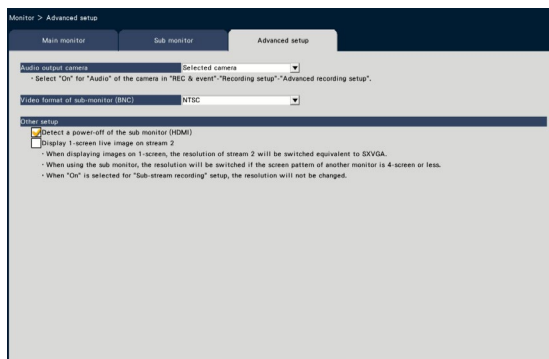 Monitor > Advanced setup
Main monitor Sub monitor Advanced setup
Audio output camera Selected camera
・Select "On" for "Audio" of the camera in "REC & event"-"Recording setup"-"Advanced recording setup".
Video format of sub-monitor (BNC) NTSC
Other setup
Detect a power-off of the sub monitor (HDMI)
Display 1-screen live image on stream 2
・When displaying images on 1-screen, the resolution of stream 2 will be switched equivalent to SXVGA.
・When using the sub monitor, the resolution will be switched if the screen pattern of another monitor is 4-screen or less.
・When "On" is selected for "Sub-stream recording" setup, the resolution will not be changed.